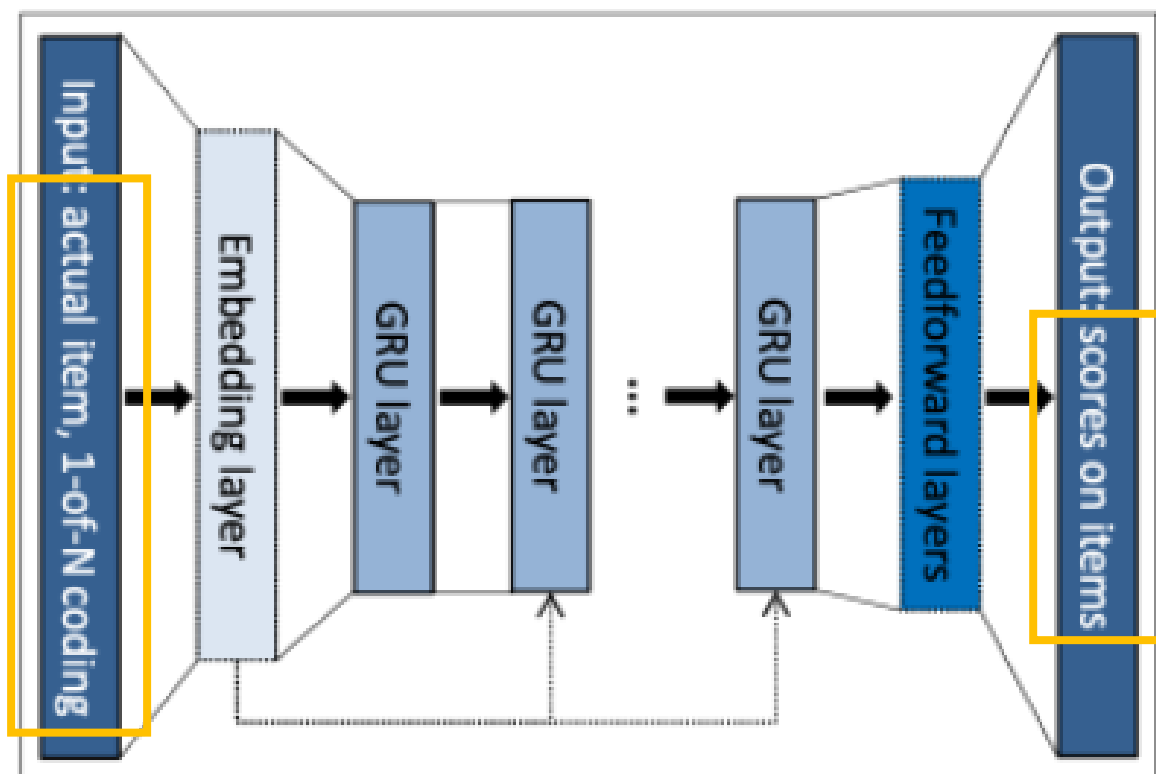 Input: actual item, 1-of-N coding
Embedding layer
GRU layer
GRU layer
...
GRU layer
Feedforward layers
Output: scores on items